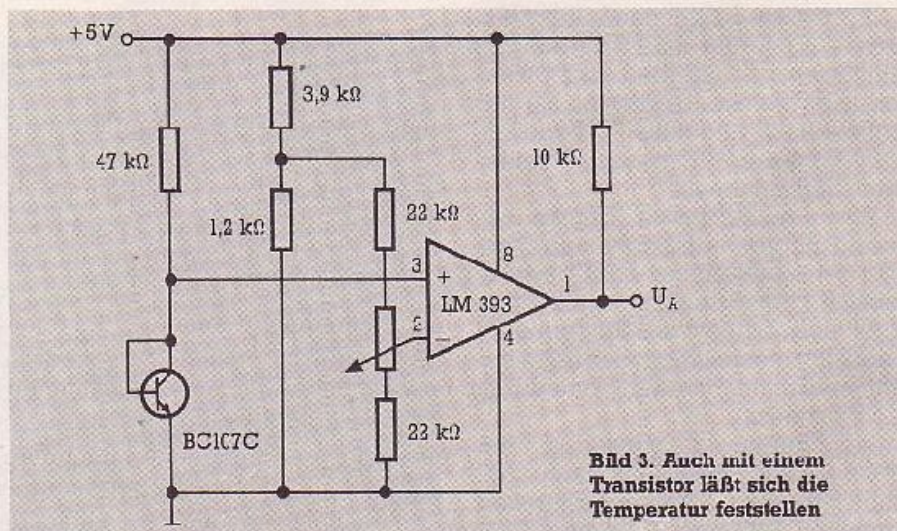 +5V
3,9 kΩ
47 kΩ
10 kΩ
1,2 kΩ
22 kΩ
8
3
+
1
LM 393
U_A
2
−
4
BC107C
22 kΩ
Bild 3. Auch mit einem
Transistor läßt sich die
Temperatur feststellen